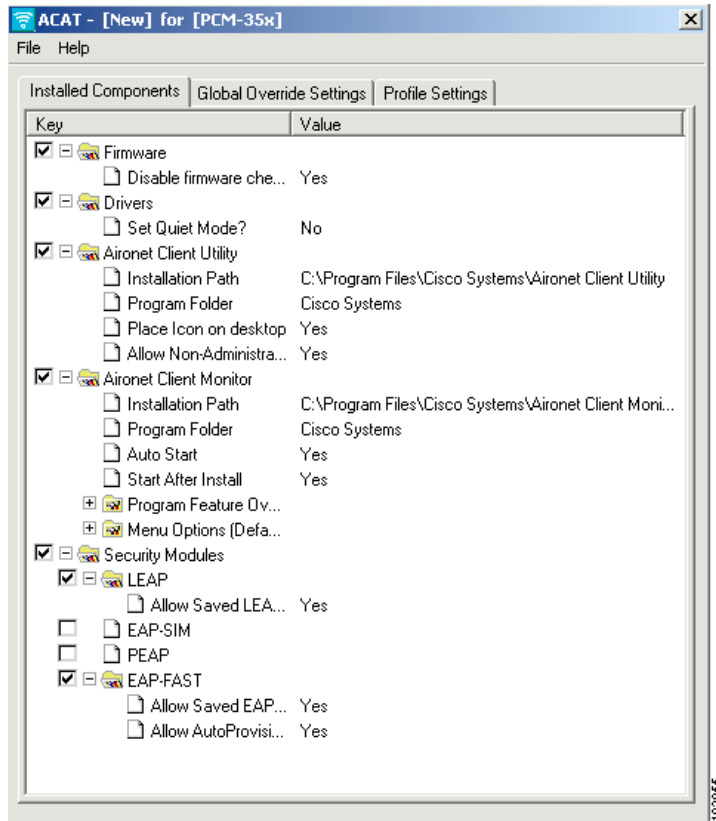 ACAT - [New] for [PCM-35x]
File Help
Installed Components Global Override Settings Profile Settings
Key Value
Firmware
Disable firmware che... Yes
Drivers
Set Quiet Mode? No
Aironet Client Utility
Installation Path C:\Program Files\Cisco Systems\Aironet Client Utility
Program Folder Cisco Systems
Place Icon on desktop Yes
Allow Non-Administra... Yes
Aironet Client Monitor
Installation Path C:\Program Files\Cisco Systems\Aironet Client Moni...
Program Folder Cisco Systems
Auto Start Yes
Start After Install Yes
Program Feature Ov...
Menu Options (Defa...
Security Modules
LEAP
Allow Saved LEA... Yes
EAP-SIM
PEAP
EAP-FAST
Allow Saved EAP... Yes
Allow AutoProvisi... Yes